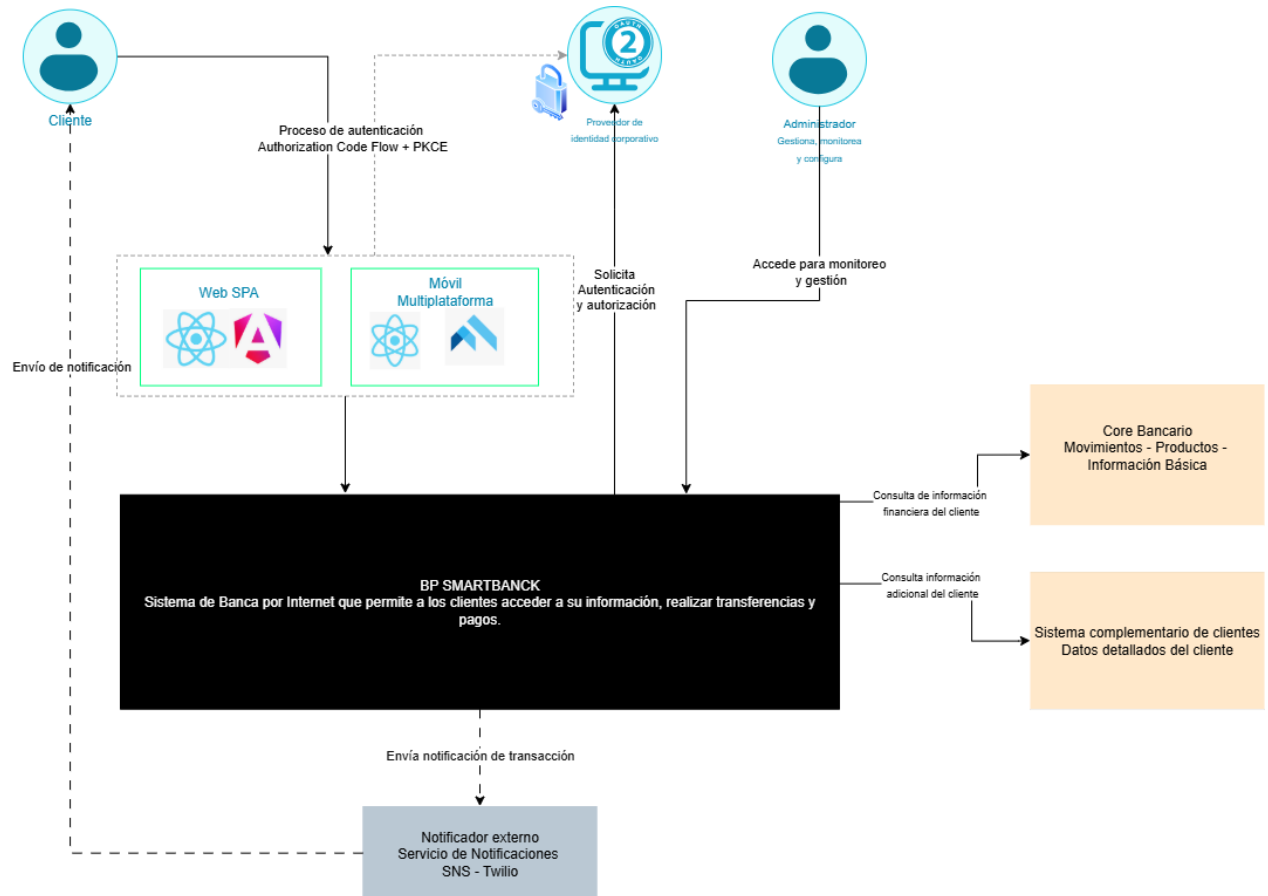 OAUTH
2
Cliente
Proveedor de
identidad corporativo
Administrador
Gestiona, monitorea
y configura
Proceso de autenticación
Authorization Code Flow + PKCE
Web SPA
Móvil
Multiplataforma
Solicita
Autenticación
y autorización
Accede para monitoreo
y gestión
Envío de notificación
Core Bancario
Movimientos - Productos -
Información Básica
Consulta de información
financiera del cliente
BP SMARTBANCK
Sistema de Banca por Internet que permite a los clientes acceder a su información, realizar transferencias y
pagos.
Consulta información
adicional del cliente
Sistema complementario de clientes
Datos detallados del cliente
Envía notificación de transacción
Notificador externo
Servicio de Notificaciones
SNS - Twilio